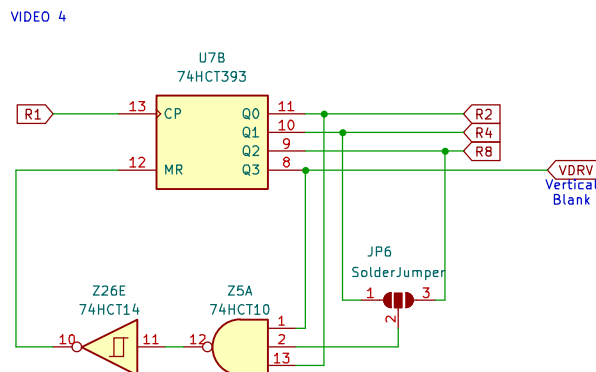 VIDEO 4
U7B
74HCT393
R1
13
CP
Q0
11
R2
Q1
10
R4
Q2
9
R8
12
MR
Q3
8
VDRV
Vertical
Blank
JP6
SolderJumper
1
3
2
Z26E
74HCT14
Z5A
74HCT10
10
11
12
1
2
13